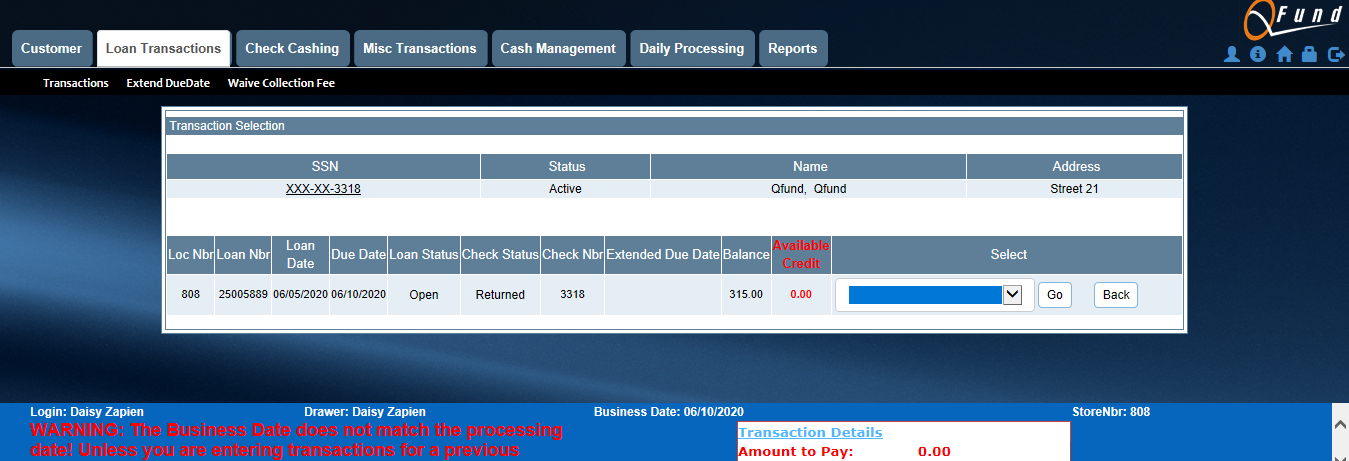 QFund
Customer Loan Transactions Check Cashing Misc Transactions Cash Management Daily Processing Reports
Transactions Extend DueDate Waive Collection Fee
Transaction Selection
SSN Status Name Address
XXX-XX-3318 Active Qfund, Qfund Street 21
Loc Nbr Loan Nbr Loan Date Due Date Loan Status Check Status Check Nbr Extended Due Date Balance Available Credit Select
808 25005889 06/05/2020 06/10/2020 Open Returned 3318 315.00 0.00 Go Back
Login: Daisy Zapien Drawer: Daisy Zapien Business Date: 06/10/2020 StoreNbr: 808
WARNING: The Business Date does not match the processing
date! Unless you are entering transactions for a previous
Transaction Details
Amount to Pay: 0.00